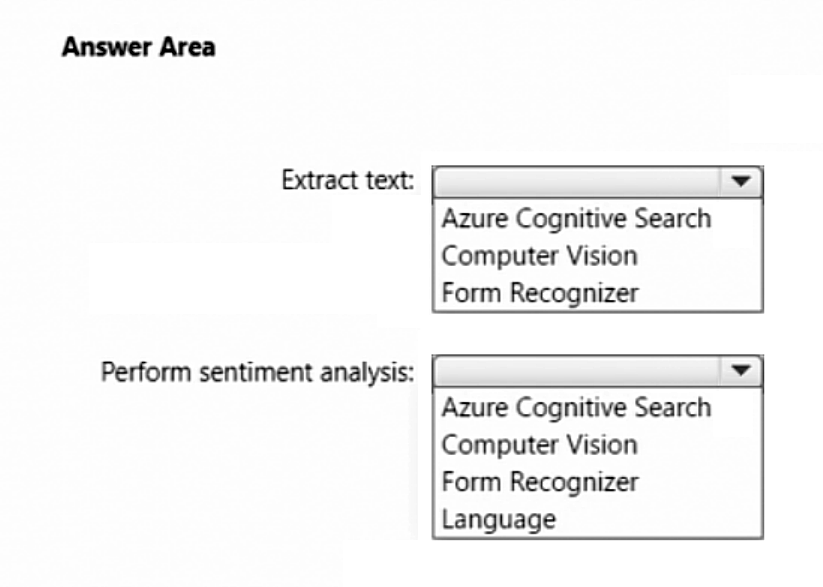 Answer Area
Extract text:
Azure Cognitive Search
Computer Vision
Form Recognizer
Perform sentiment analysis:
Azure Cognitive Search
Computer Vision
Form Recognizer
Language